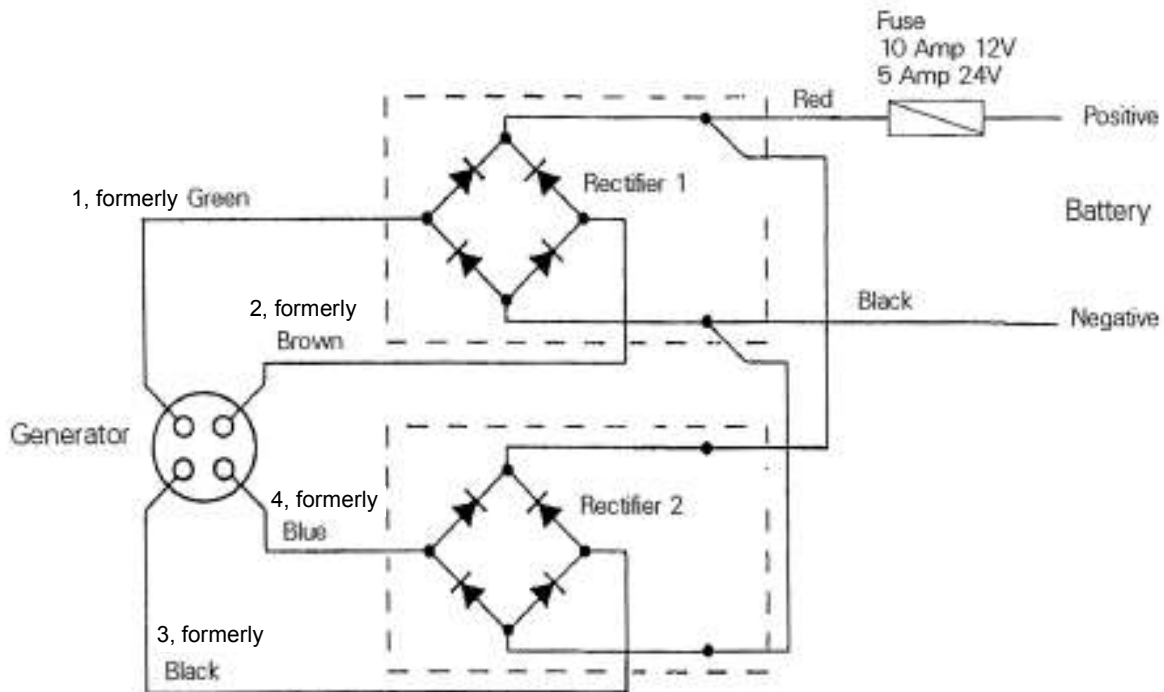 Fuse
10 Amp 12V
5 Amp 24V
Red
Positive
Rectifier 1
1, formerly Green
Battery
Black
2, formerly
Brown
Negative
Generator
4, formerly
Blue
Rectifier 2
3, formerly
Black